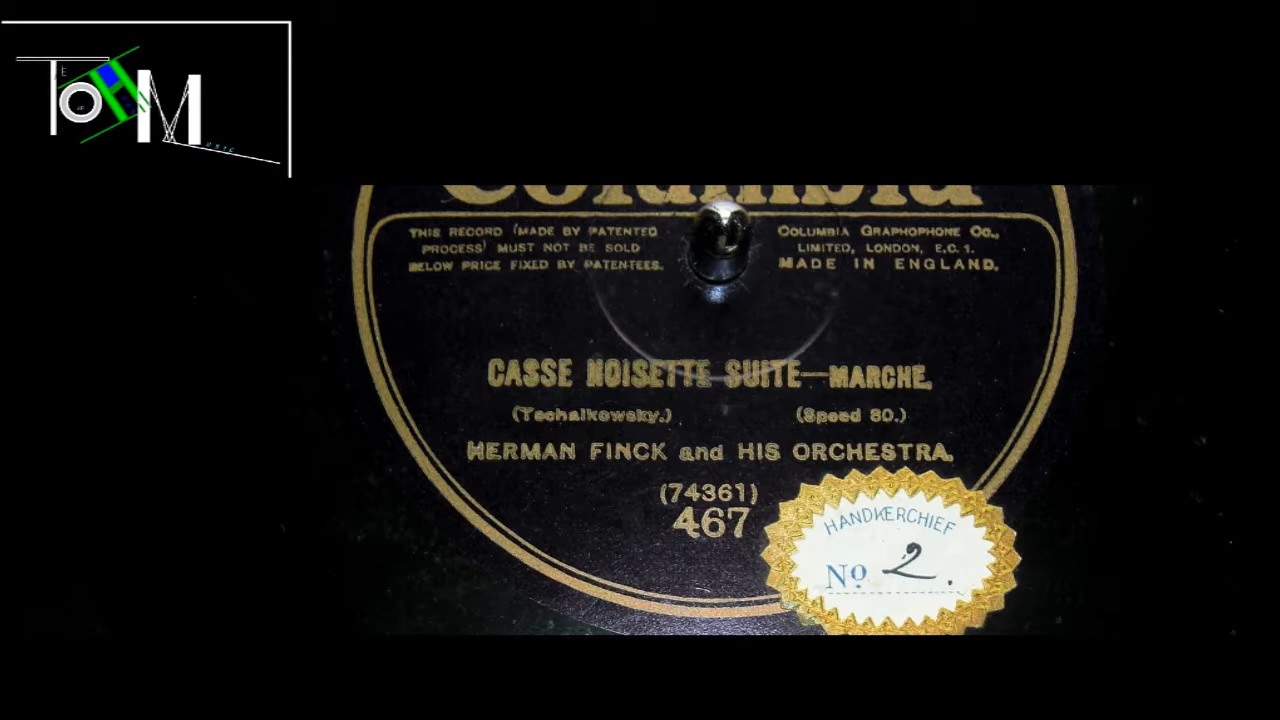 Columbia
THIS RECORD (MADE BY PATENTED
PROCESS) MUST NOT BE SOLD
BELOW PRICE FIXED BY PATENTEES.
COLUMBIA GRAPHOPHONE CO.,
LIMITED, LONDON, E.C. 1.
MADE IN ENGLAND.
CASSE NOISETTE SUITE—MARCHE.
(Tschaikowsky.) (Speed 80.)
HERMAN FINCK and HIS ORCHESTRA.
(74361)
467
HANDKERCHIEF
No 2.